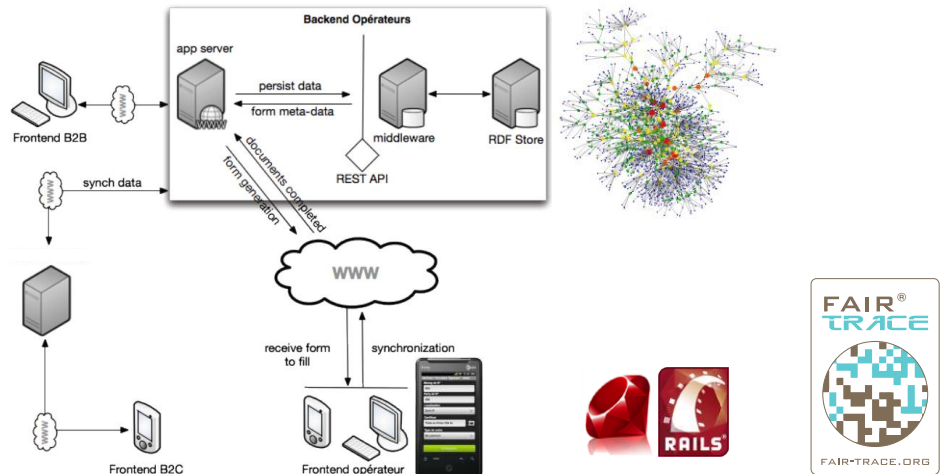 Backend Opérateurs
app server
www
persist data
form meta-data
middleware
RDF Store
REST API
www
Frontend B2B
documents completed
form generation
www
synch data
www
receive form
to fill
synchronization
www
Frontend B2C
Frontend opérateur
RAILS
FAIR®
TRACE
FAIR-TRACE.ORG